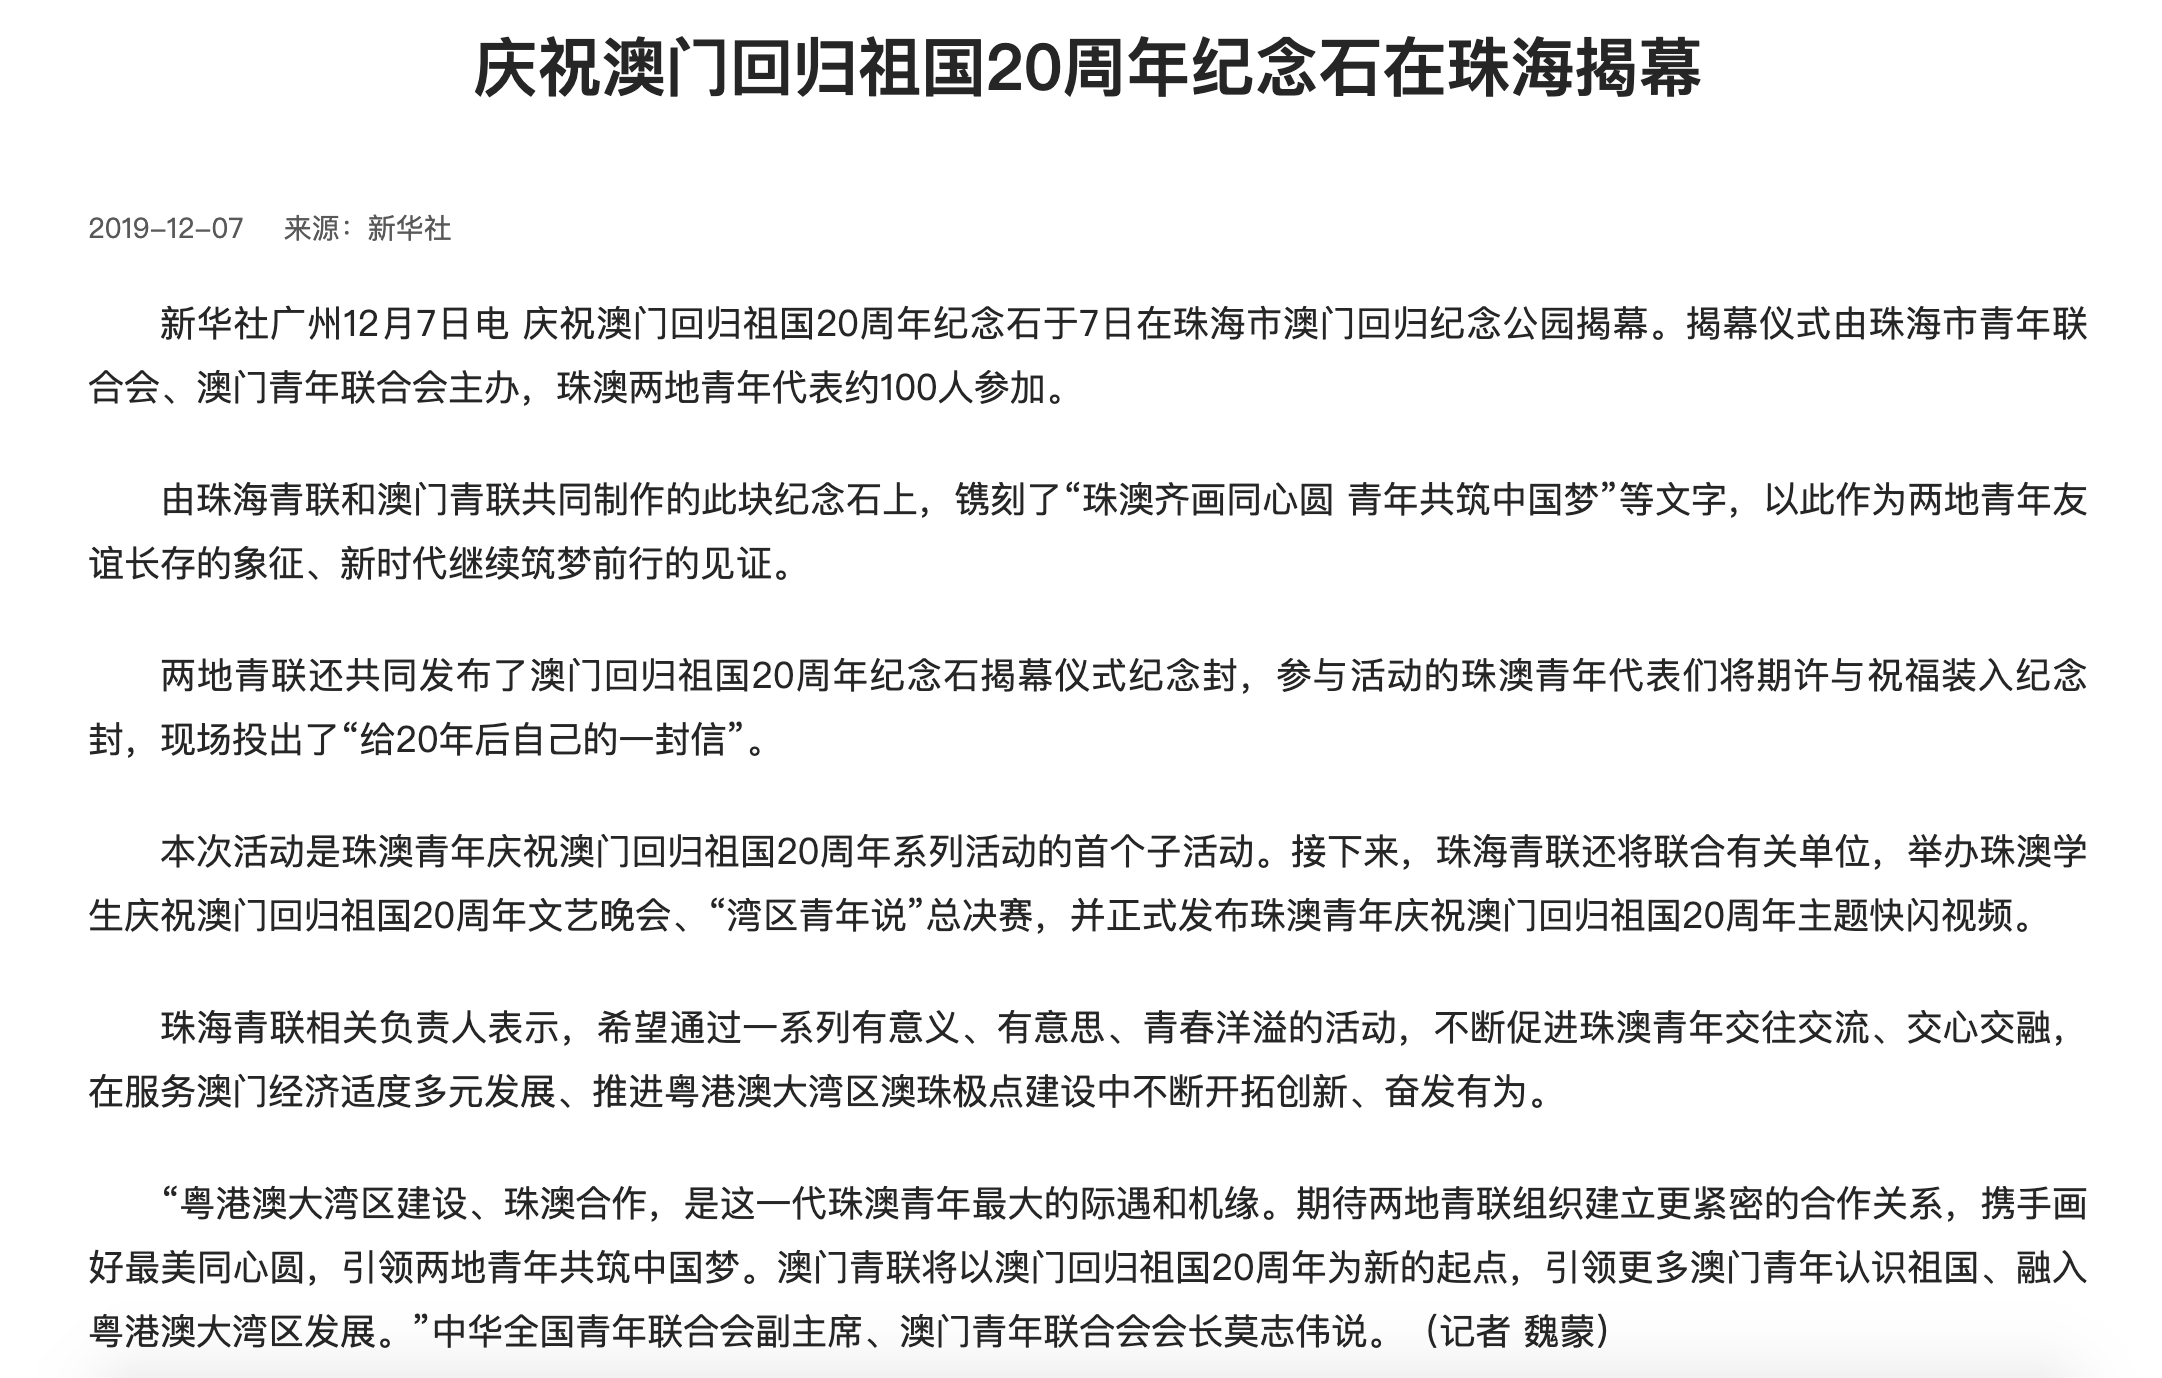 庆祝澳门回归祖国20周年纪念石在珠海揭幕
2019-12-07 来源：新华社
新华社广州12月7日电 庆祝澳门回归祖国20周年纪念石于7日在珠海市澳门回归纪念公园揭幕。揭幕仪式由珠海市青年联
合会、澳门青年联合会主办，珠澳两地青年代表约100人参加。
由珠海青联和澳门青联共同制作的此块纪念石上，镌刻了“珠澳齐画同心圆 青年共筑中国梦”等文字，以此作为两地青年友
谊长存的象征、新时代继续筑梦前行的见证。
两地青联还共同发布了澳门回归祖国20周年纪念石揭幕仪式纪念封，参与活动的珠澳青年代表们将期许与祝福装入纪念
封，现场投出了“给20年后自己的一封信”。
本次活动是珠澳青年庆祝澳门回归祖国20周年系列活动的首个子活动。接下来，珠海青联还将联合有关单位，举办珠澳学
生庆祝澳门回归祖国20周年文艺晚会、“湾区青年说”总决赛，并正式发布珠澳青年庆祝澳门回归祖国20周年主题快闪视频。
珠海青联相关负责人表示，希望通过一系列有意义、有意思、青春洋溢的活动，不断促进珠澳青年交往交流、交心交融，
在服务澳门经济适度多元发展、推进粤港澳大湾区澳珠极点建设中不断开拓创新、奋发有为。
“粤港澳大湾区建设、珠澳合作，是这一代珠澳青年最大的际遇和机缘。期待两地青联组织建立更紧密的合作关系，携手画
好最美同心圆，引领两地青年共筑中国梦。澳门青联将以澳门回归祖国20周年为新的起点，引领更多澳门青年认识祖国、融入
粤港澳大湾区发展。”中华全国青年联合会副主席、澳门青年联合会会长莫志伟说。（记者 魏蒙）